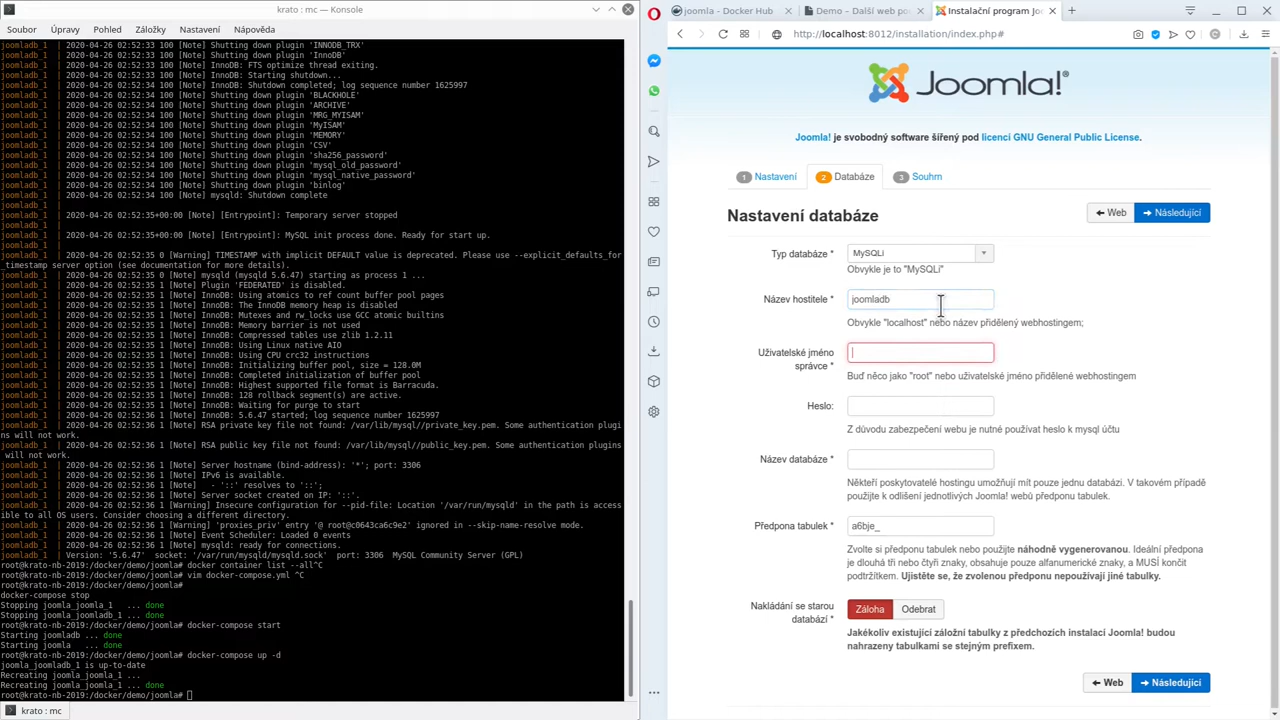 krato : mc — Konsole
Soubor Úpravy Pohled Záložky Nastavení Nápověda
joomladb_1 | 2020-04-26 02:52:33 100 [Note] Shutting down plugin 'INNODB_TRX'
joomladb_1 | 2020-04-26 02:52:33 100 [Note] Shutting down plugin 'InnoDB'
joomladb_1 | 2020-04-26 02:52:33 100 [Note] InnoDB: FTS optimize thread exiting.
joomladb_1 | 2020-04-26 02:52:33 100 [Note] InnoDB: Starting shutdown...
joomladb_1 | 2020-04-26 02:52:34 100 [Note] InnoDB: Shutdown completed; log sequence number 1625997
joomladb_1 | 2020-04-26 02:52:34 100 [Note] Shutting down plugin 'BLACKHOLE'
joomladb_1 | 2020-04-26 02:52:34 100 [Note] Shutting down plugin 'ARCHIVE'
joomladb_1 | 2020-04-26 02:52:34 100 [Note] Shutting down plugin 'MRG_MYISAM'
joomladb_1 | 2020-04-26 02:52:34 100 [Note] Shutting down plugin 'MyISAM'
joomladb_1 | 2020-04-26 02:52:34 100 [Note] Shutting down plugin 'MEMORY'
joomladb_1 | 2020-04-26 02:52:34 100 [Note] Shutting down plugin 'CSV'
joomladb_1 | 2020-04-26 02:52:34 100 [Note] Shutting down plugin 'sha256_password'
joomladb_1 | 2020-04-26 02:52:34 100 [Note] Shutting down plugin 'mysql_old_password'
joomladb_1 | 2020-04-26 02:52:34 100 [Note] Shutting down plugin 'mysql_native_password'
joomladb_1 | 2020-04-26 02:52:34 100 [Note] Shutting down plugin 'binlog'
joomladb_1 | 2020-04-26 02:52:34 100 [Note] mysqld: Shutdown complete
joomladb_1 |
joomladb_1 | 2020-04-26 02:52:35+00:00 [Note] [Entrypoint]: Temporary server stopped
joomladb_1 |
joomladb_1 | 2020-04-26 02:52:35+00:00 [Note] [Entrypoint]: MySQL init process done. Ready for start up.
joomladb_1 |
joomladb_1 | 2020-04-26 02:52:35 0 [Warning] TIMESTAMP with implicit DEFAULT value is deprecated. Please use --explicit_defaults_for
_timestamp server option (see documentation for more details).
joomladb_1 | 2020-04-26 02:52:35 0 [Note] mysqld (mysqld 5.6.47) starting as process 1 ...
joomladb_1 | 2020-04-26 02:52:35 1 [Note] Plugin 'FEDERATED' is disabled.
joomladb_1 | 2020-04-26 02:52:35 1 [Note] InnoDB: Using atomics to ref count buffer pool pages
joomladb_1 | 2020-04-26 02:52:35 1 [Note] InnoDB: The InnoDB memory heap is disabled
joomladb_1 | 2020-04-26 02:52:35 1 [Note] InnoDB: Mutexes and rw_locks use GCC atomic builtins
joomladb_1 | 2020-04-26 02:52:35 1 [Note] InnoDB: Memory barrier is not used
joomladb_1 | 2020-04-26 02:52:35 1 [Note] InnoDB: Compressed tables use zlib 1.2.11
joomladb_1 | 2020-04-26 02:52:35 1 [Note] InnoDB: Using Linux native AIO
joomladb_1 | 2020-04-26 02:52:35 1 [Note] InnoDB: Using CPU crc32 instructions
joomladb_1 | 2020-04-26 02:52:35 1 [Note] InnoDB: Initializing buffer pool, size = 128.0M
joomladb_1 | 2020-04-26 02:52:35 1 [Note] InnoDB: Completed initialization of buffer pool
joomladb_1 | 2020-04-26 02:52:35 1 [Note] InnoDB: Highest supported file format is Barracuda.
joomladb_1 | 2020-04-26 02:52:35 1 [Note] InnoDB: 128 rollback segment(s) are active.
joomladb_1 | 2020-04-26 02:52:35 1 [Note] InnoDB: Waiting for purge to start
joomladb_1 | 2020-04-26 02:52:36 1 [Note] InnoDB: 5.6.47 started; log sequence number 1625997
joomladb_1 | 2020-04-26 02:52:36 1 [Note] RSA private key file not found: /var/lib/mysql//private_key.pem. Some authentication plugi
ns will not work.
joomladb_1 | 2020-04-26 02:52:36 1 [Note] RSA public key file not found: /var/lib/mysql//public_key.pem. Some authentication plugins
will not work.
joomladb_1 | 2020-04-26 02:52:36 1 [Note] Server hostname (bind-address): '*'; port: 3306
joomladb_1 | 2020-04-26 02:52:36 1 [Note] IPv6 is available.
joomladb_1 | 2020-04-26 02:52:36 1 [Note]   - '::' resolves to '::';
joomladb_1 | 2020-04-26 02:52:36 1 [Note] Server socket created on IP: '::'.
joomladb_1 | 2020-04-26 02:52:36 1 [Warning] Insecure configuration for --pid-file: Location '/var/run/mysqld' in the path is access
ible to all OS users. Consider choosing a different directory.
joomladb_1 | 2020-04-26 02:52:36 1 [Warning] 'proxies_priv' entry '@ root@c0643ca6c9e2' ignored in --skip-name-resolve mode.
joomladb_1 | 2020-04-26 02:52:36 1 [Note] Event Scheduler: Loaded 0 events
joomladb_1 | 2020-04-26 02:52:36 1 [Note] mysqld: ready for connections.
joomladb_1 | Version: '5.6.47'  socket: '/var/run/mysqld/mysqld.sock'  port: 3306  MySQL Community Server (GPL)
root@krato-nb-2019:/docker/demo/joomla# docker container list --all^C
root@krato-nb-2019:/docker/demo/joomla# vim docker-compose.yml ^C
root@krato-nb-2019:/docker/demo/joomla#
docker-compose stop
Stopping joomla_joomla_1   ... done
Stopping joomla_joomladb_1 ... done
root@krato-nb-2019:/docker/demo/joomla# docker-compose start
Starting joomladb ... done
Starting joomla   ... done
root@krato-nb-2019:/docker/demo/joomla# docker-compose up -d
joomla_joomladb_1 is up-to-date
Recreating joomla_joomla_1 ...
Recreating joomla_joomla_1 ... done
root@krato-nb-2019:/docker/demo/joomla#
krato : mc
joomla - Docker Hub
Demo – Další web po
Instalační program Jo
http://localhost:8012/installation/index.php#
Joomla!®
Joomla! je svobodný software šířený pod licencí GNU General Public License.
1 Nastavení 2 Databáze 3 Souhrn
Nastavení databáze
Web Následující
Typ databáze * MySQLi
Obvykle je to "MySQLi"
Název hostitele * joomladb
Obvykle "localhost" nebo název přidělený webhostingem;
Uživatelské jméno
správce *
Buď něco jako "root" nebo uživatelské jméno přidělené webhostingem
Heslo:
Z důvodu zabezpečení webu je nutné používat heslo k mysql účtu
Název databáze *
Někteří poskytovatelé hostingu umožňují mít pouze jednu databázi. V takovém případě
použijte k odlišení jednotlivých Joomla! webů předponu tabulek.
Předpona tabulek * a6bje_
Zvolte si předponu tabulek nebo použijte náhodně vygenerovanou. Ideální předpona
je dlouhá tři nebo čtyři znaky, obsahuje pouze alfanumerické znaky, a MUSÍ končit
podtržítkem. Ujistěte se, že zvolenou předponu nepoužívají jiné tabulky.
Nakládání se starou
databází *
Záloha Odebrat
Jakékoliv existující záložní tabulky z předchozích instalací Joomla! budou
nahrazeny tabulkami se stejným prefixem.
Web Následující